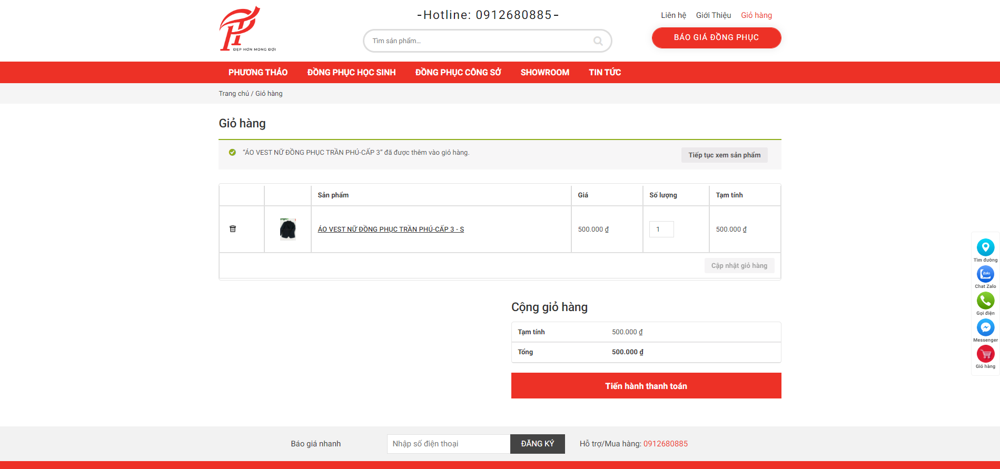 -Hotline: 0912680885-
Liên hệ Giới Thiệu Giỏ hàng
ĐẸP HƠN MONG ĐỢI
Tìm sản phẩm...
BÁO GIÁ ĐỒNG PHỤC
PHƯƠNG THẢO ĐỒNG PHỤC HỌC SINH ĐỒNG PHỤC CÔNG SỞ SHOWROOM TIN TỨC
Trang chủ / Giỏ hàng
Giỏ hàng
“ÁO VEST NỮ ĐỒNG PHỤC TRẦN PHÚ-CẤP 3” đã được thêm vào giỏ hàng.
Tiếp tục xem sản phẩm
Sản phẩm Giá Số lượng Tạm tính
ÁO VEST NỮ ĐỒNG PHỤC TRẦN PHÚ-CẤP 3 - S 500.000 ₫ 1 500.000 ₫
Cập nhật giỏ hàng
Cộng giỏ hàng
Tạm tính 500.000 ₫
Tổng 500.000 ₫
Tiến hành thanh toán
Tìm đường
Zalo
Chat Zalo
Gọi điện
Messenger
Giỏ hàng
Báo giá nhanh Nhập số điện thoại ĐĂNG KÝ Hỗ trợ/Mua hàng: 0912680885